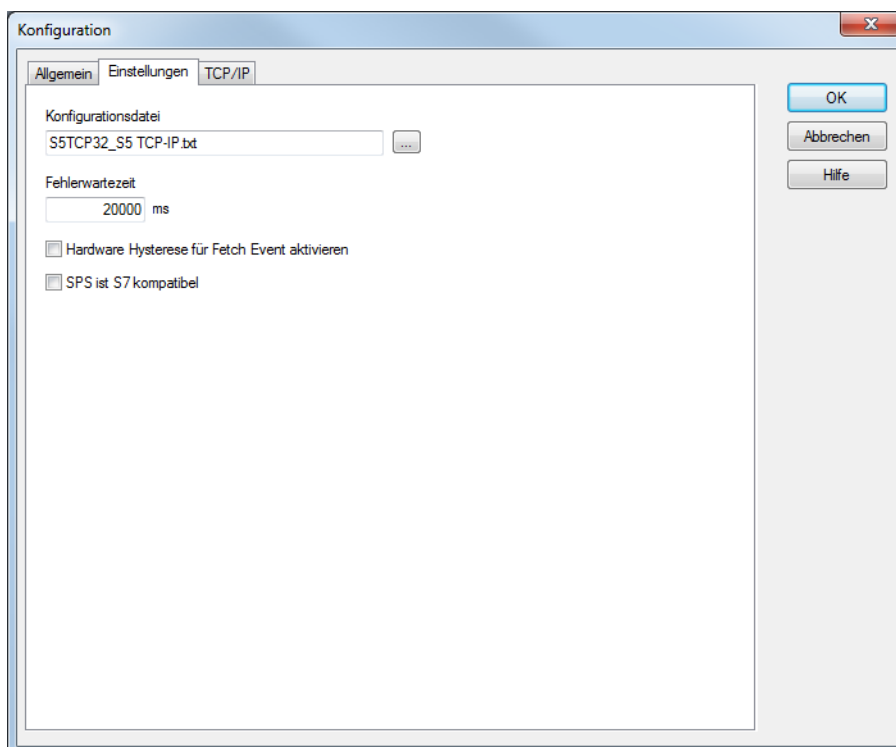 Konfiguration
Allgemein Einstellungen TCP/IP
OK
Konfigurationsdatei
S5TCP32_S5 TCP-IP.txt ...
Abbrechen
Hilfe
Fehlerwartezeit
20000 ms
Hardware Hysterese für Fetch Event aktivieren
SPS ist S7 kompatibel